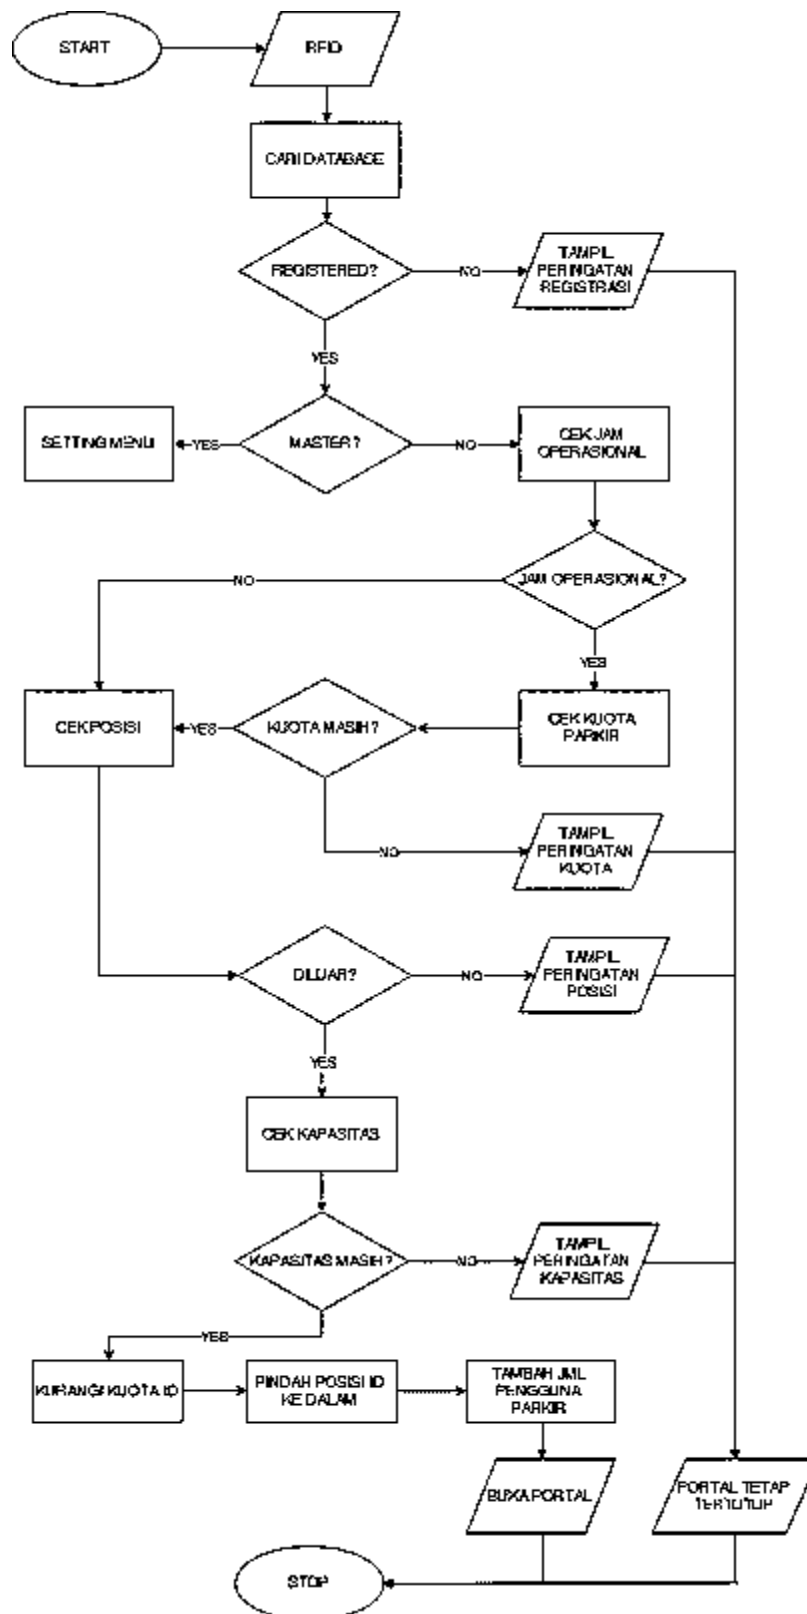 START
RFID
CARI DATABASE
REGISTERED?
NO
TAMPIL
PERINGATAN
REGISTRASI
YES
SETTING MENU
YES
MASTER?
NO
CEK JAM
OPERASIONAL
JAM OPERASIONAL?
NO
YES
CEK POSISI
YES
KUOTA MASIH?
CEK KUOTA
PARKIR
NO
TAMPIL
PERINGATAN
KUOTA
DILUAR?
NO
TAMPIL
PERINGATAN
POSISI
YES
CEK KAPASITAS
KAPASITAS MASIH?
NO
TAMPIL
PERINGATAN
KAPASITAS
YES
KURANGI KUOTA ID
PINDAH POSISI ID
KE DALAM
TAMBAH JML
PENGGUNA
PARKIR
BUKA PORTAL
PORTAL TETAP
TERTUTUP
STOP